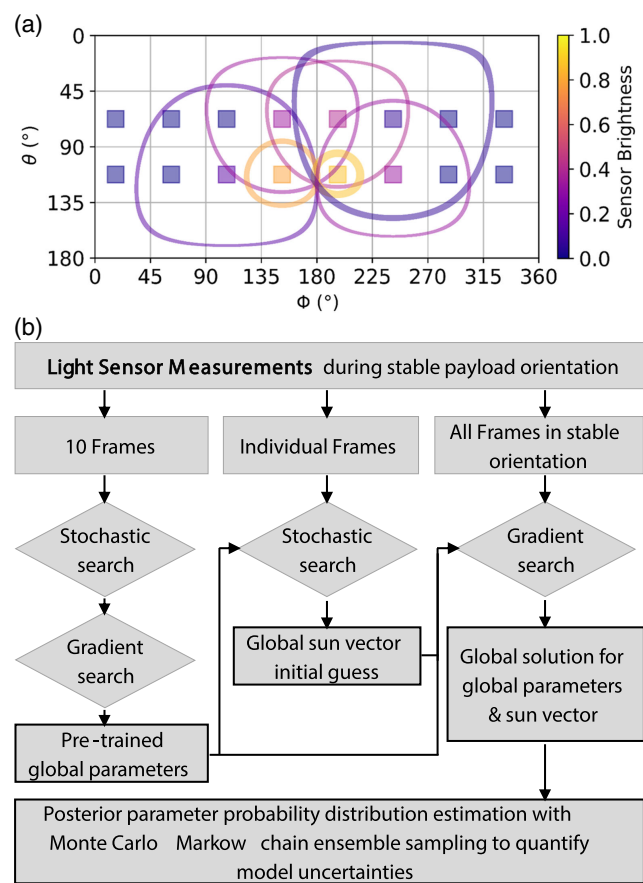 (a)
0
45
90
135
180
θ (°)
0 45 90 135 180 225 270 315 360
Φ (°)
1.0
0.8
0.6
0.4
0.2
0.0
Sensor Brightness
(b)
Light Sensor Measurements during stable payload orientation
10 Frames
Individual Frames
All Frames in stable
orientation
Stochastic
search
Stochastic
search
Gradient
search
Gradient
search
Global sun vector
initial guess
Global solution for
global parameters
& sun vector
Pre-trained
global parameters
Posterior parameter probability distribution estimation with
Monte Carlo Markow chain ensemble sampling to quantify
model uncertainties